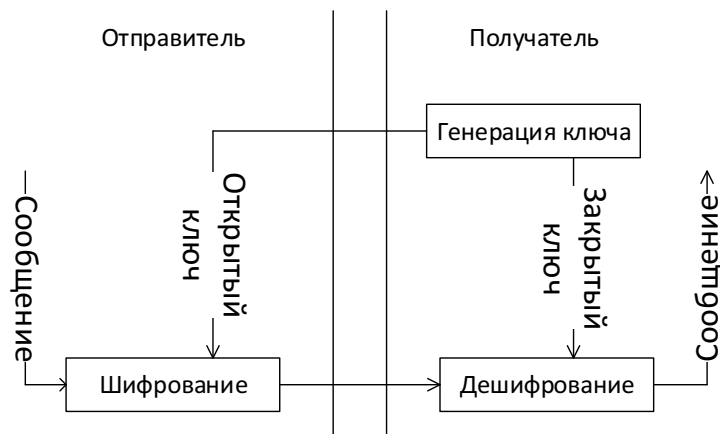 Отправитель
Получатель
Генерация ключа
Сообщение
Открытый
ключ
Закрытый
ключ
Сообщение
Шифрование
Дешифрование